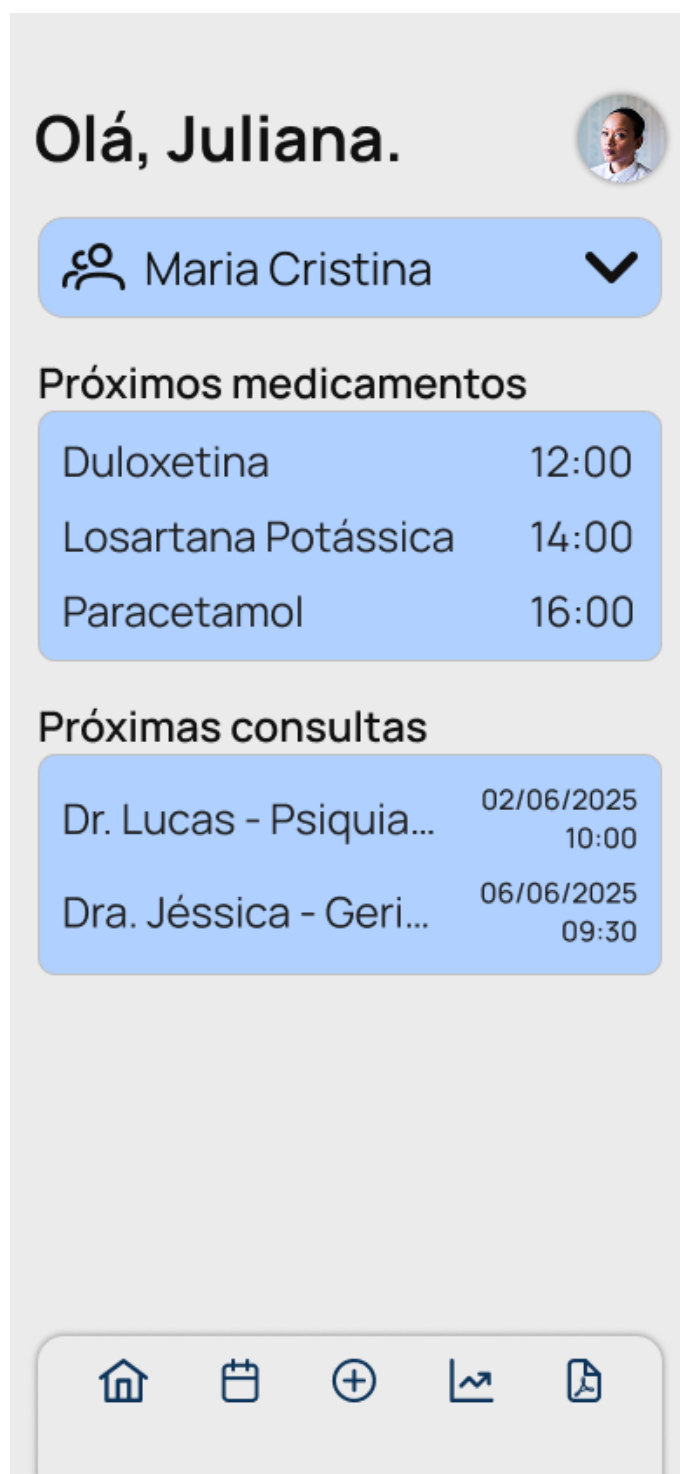 Olá, Juliana.
Maria Cristina
Próximos medicamentos
Duloxetina 12:00
Losartana Potássica 14:00
Paracetamol 16:00
Próximas consultas
Dr. Lucas - Psiquia... 02/06/2025
10:00
Dra. Jéssica - Geri... 06/06/2025
09:30